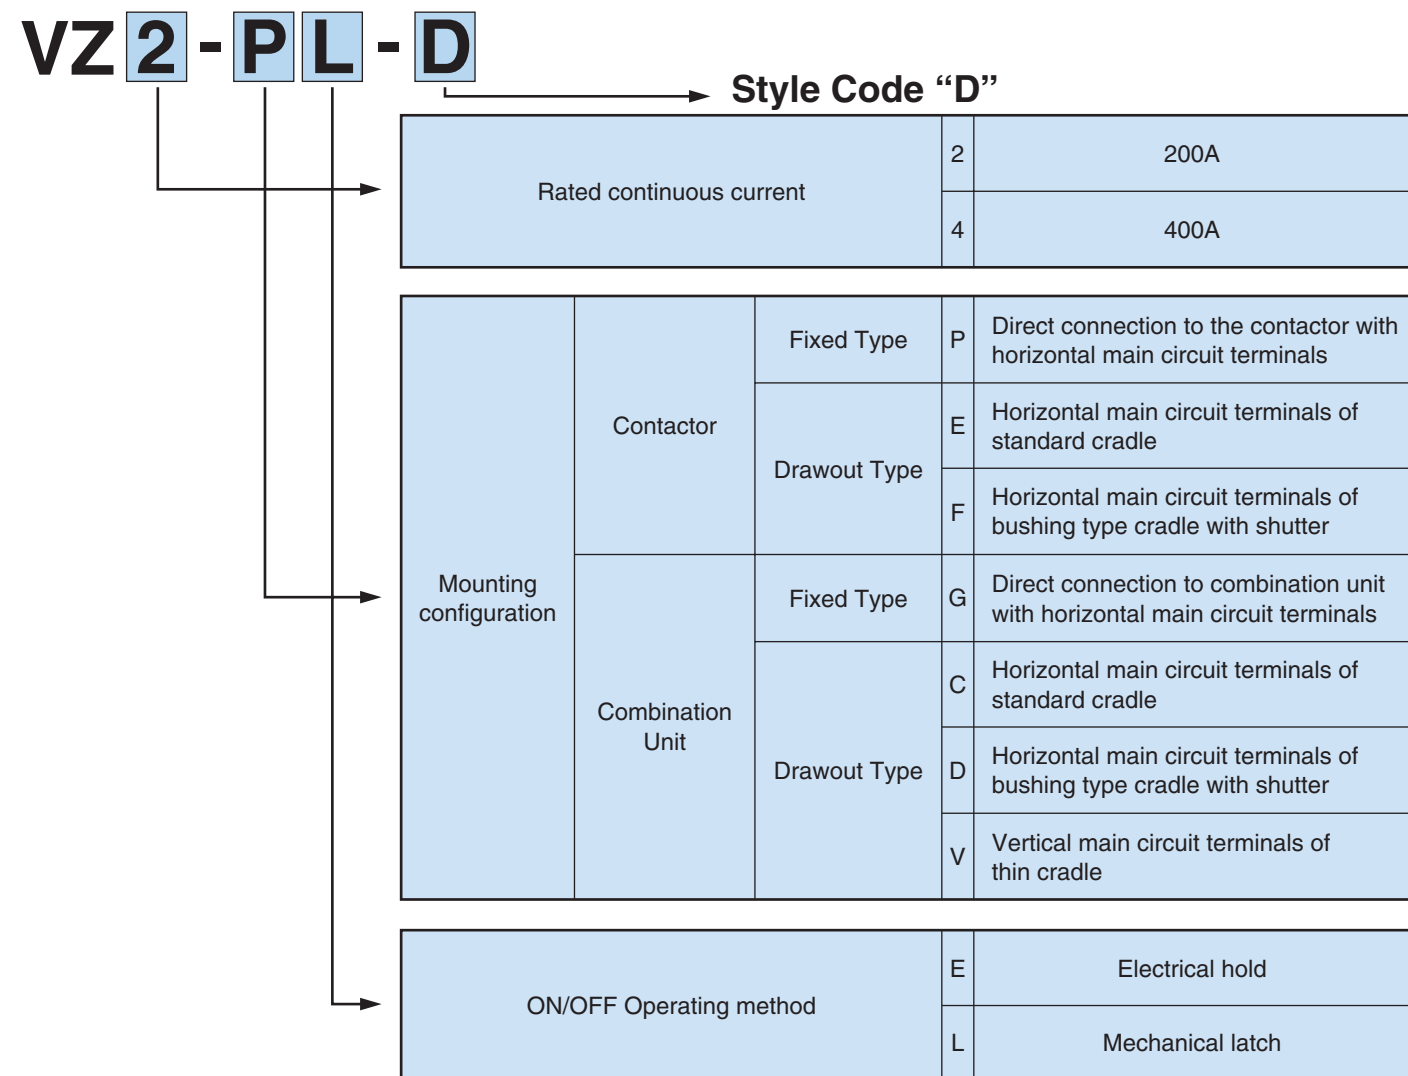 VZ 2 - P L - D
Style Code “D”
Rated continuous current
2
200A
4
400A
Mounting
configuration
Contactor
Fixed Type
P
Direct connection to the contactor with
horizontal main circuit terminals
Drawout Type
E
Horizontal main circuit terminals of
standard cradle
F
Horizontal main circuit terminals of
bushing type cradle with shutter
Combination
Unit
Fixed Type
G
Direct connection to combination unit
with horizontal main circuit terminals
Drawout Type
C
Horizontal main circuit terminals of
standard cradle
D
Horizontal main circuit terminals of
bushing type cradle with shutter
V
Vertical main circuit terminals of
thin cradle
ON/OFF Operating method
E
Electrical hold
L
Mechanical latch